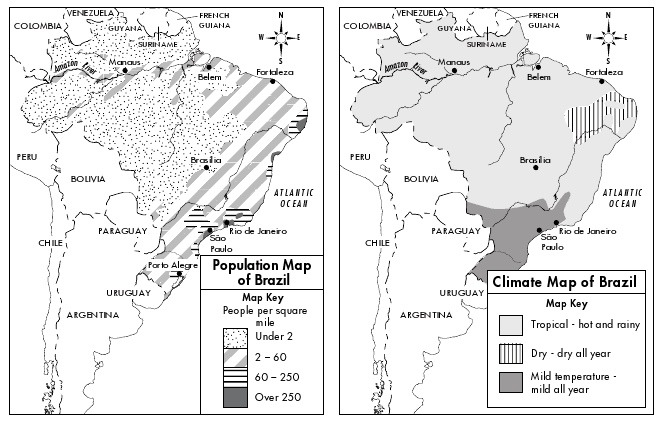 VENEZUELA
FRENCH
GUIANA
COLOMBIA
GUYANA
SURINAME
N
W
E
S
Amazon River
Manaus
Belem
Fortaleza
PERU
Brasília
BOLIVIA
ATLANTIC
OCEAN
PARAGUAY
Rio de Janeiro
São
Paulo
CHILE
Porto Alegre
URUGUAY
ARGENTINA
Population Map
of Brazil
Map Key
People per square
mile
Under 2
2 – 60
60 – 250
Over 250
VENEZUELA
FRENCH
GUIANA
COLOMBIA
GUYANA
SURINAME
N
W
E
S
Amazon River
Manaus
Belem
Fortaleza
PERU
Brasília
BOLIVIA
ATLANTIC
OCEAN
PARAGUAY
Rio de Janeiro
São
Paulo
CHILE
URUGUAY
ARGENTINA
Climate Map of Brazil
Map Key
Tropical - hot and rainy
Dry - dry all year
Mild temperature -
mild all year